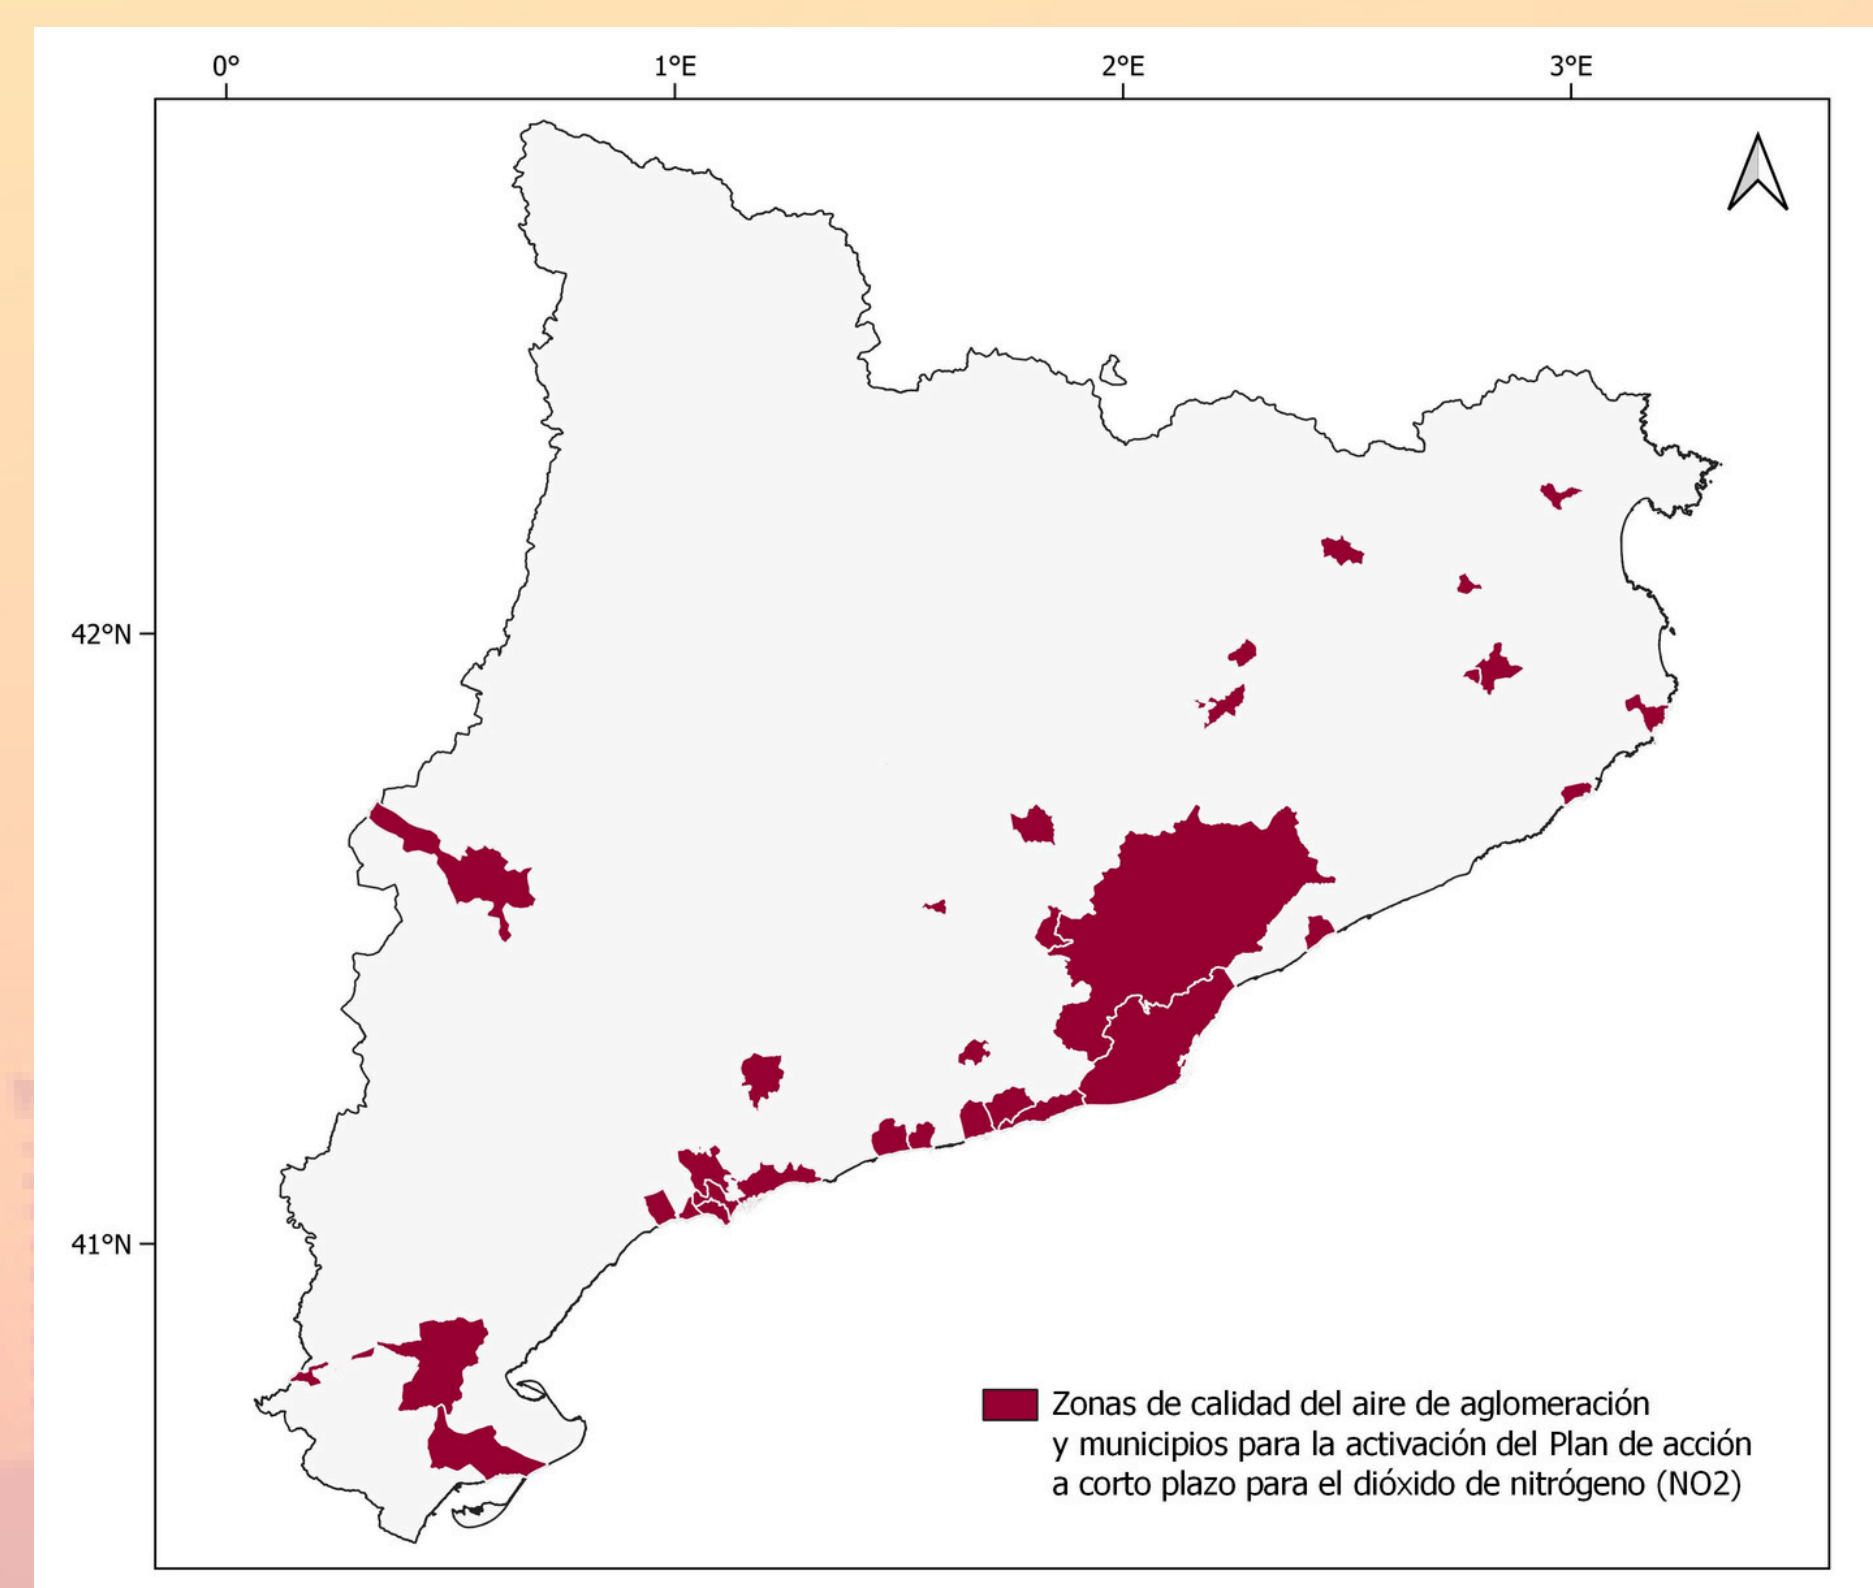 0° 1°E 2°E 3°E
42°N
41°N
Zonas de calidad del aire de aglomeración
y municipios para la activación del Plan de acción
a corto plazo para el dióxido de nitrógeno (NO2)